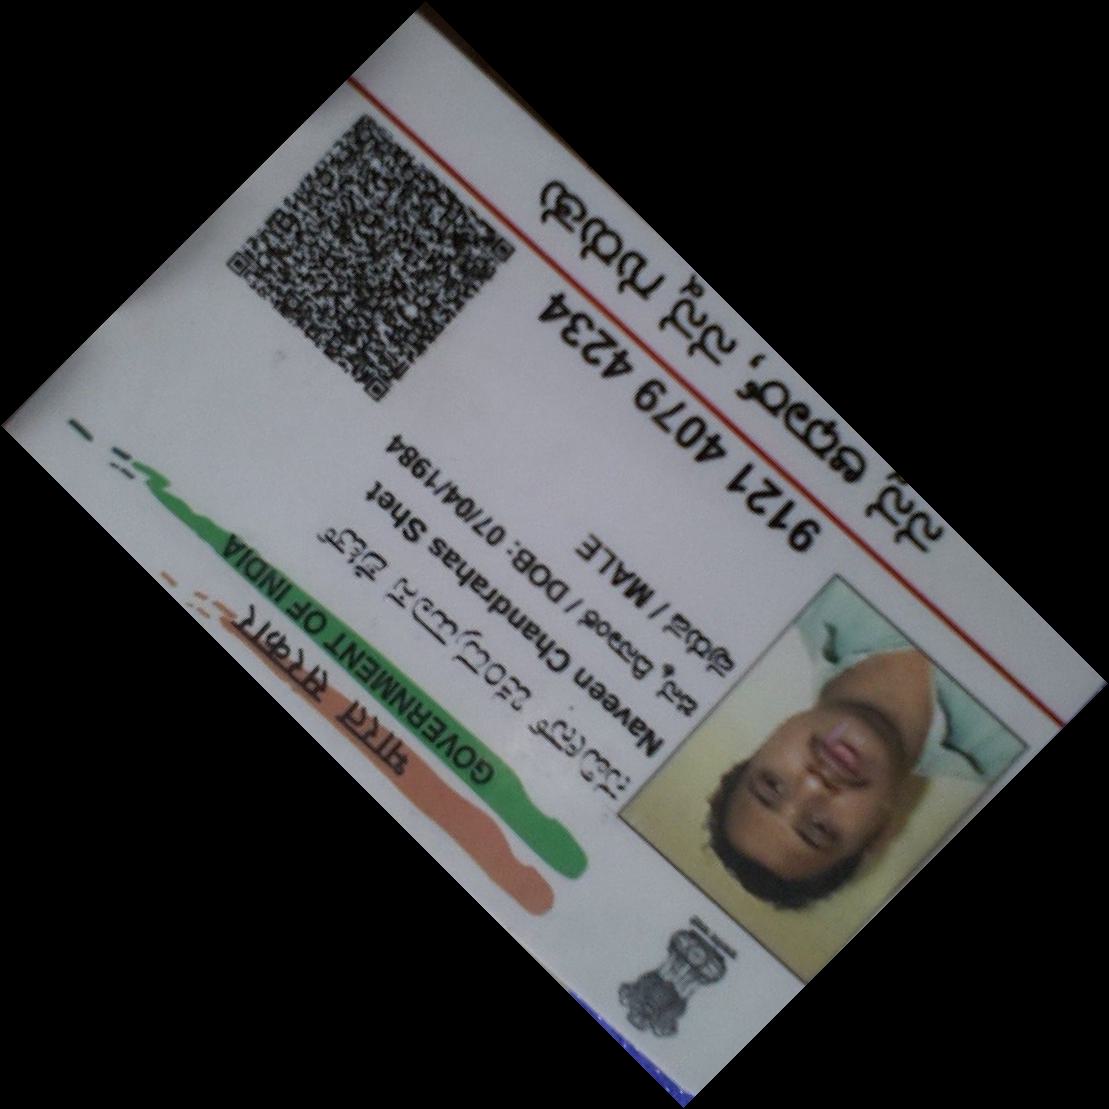 भारत सरकार
GOVERNMENT OF INDIA
ನವೀನ್ ಚಂದ್ರಹಾಸ ಶೇಟ್
Naveen Chandrahas Shet
ಜನ್ಮ ದಿನಾಂಕ / DOB: 07/04/1984
ಪುರುಷ / MALE
9121 4079 4234
ನನ್ನ ಆಧಾರ್, ನನ್ನ ಗುರುತು